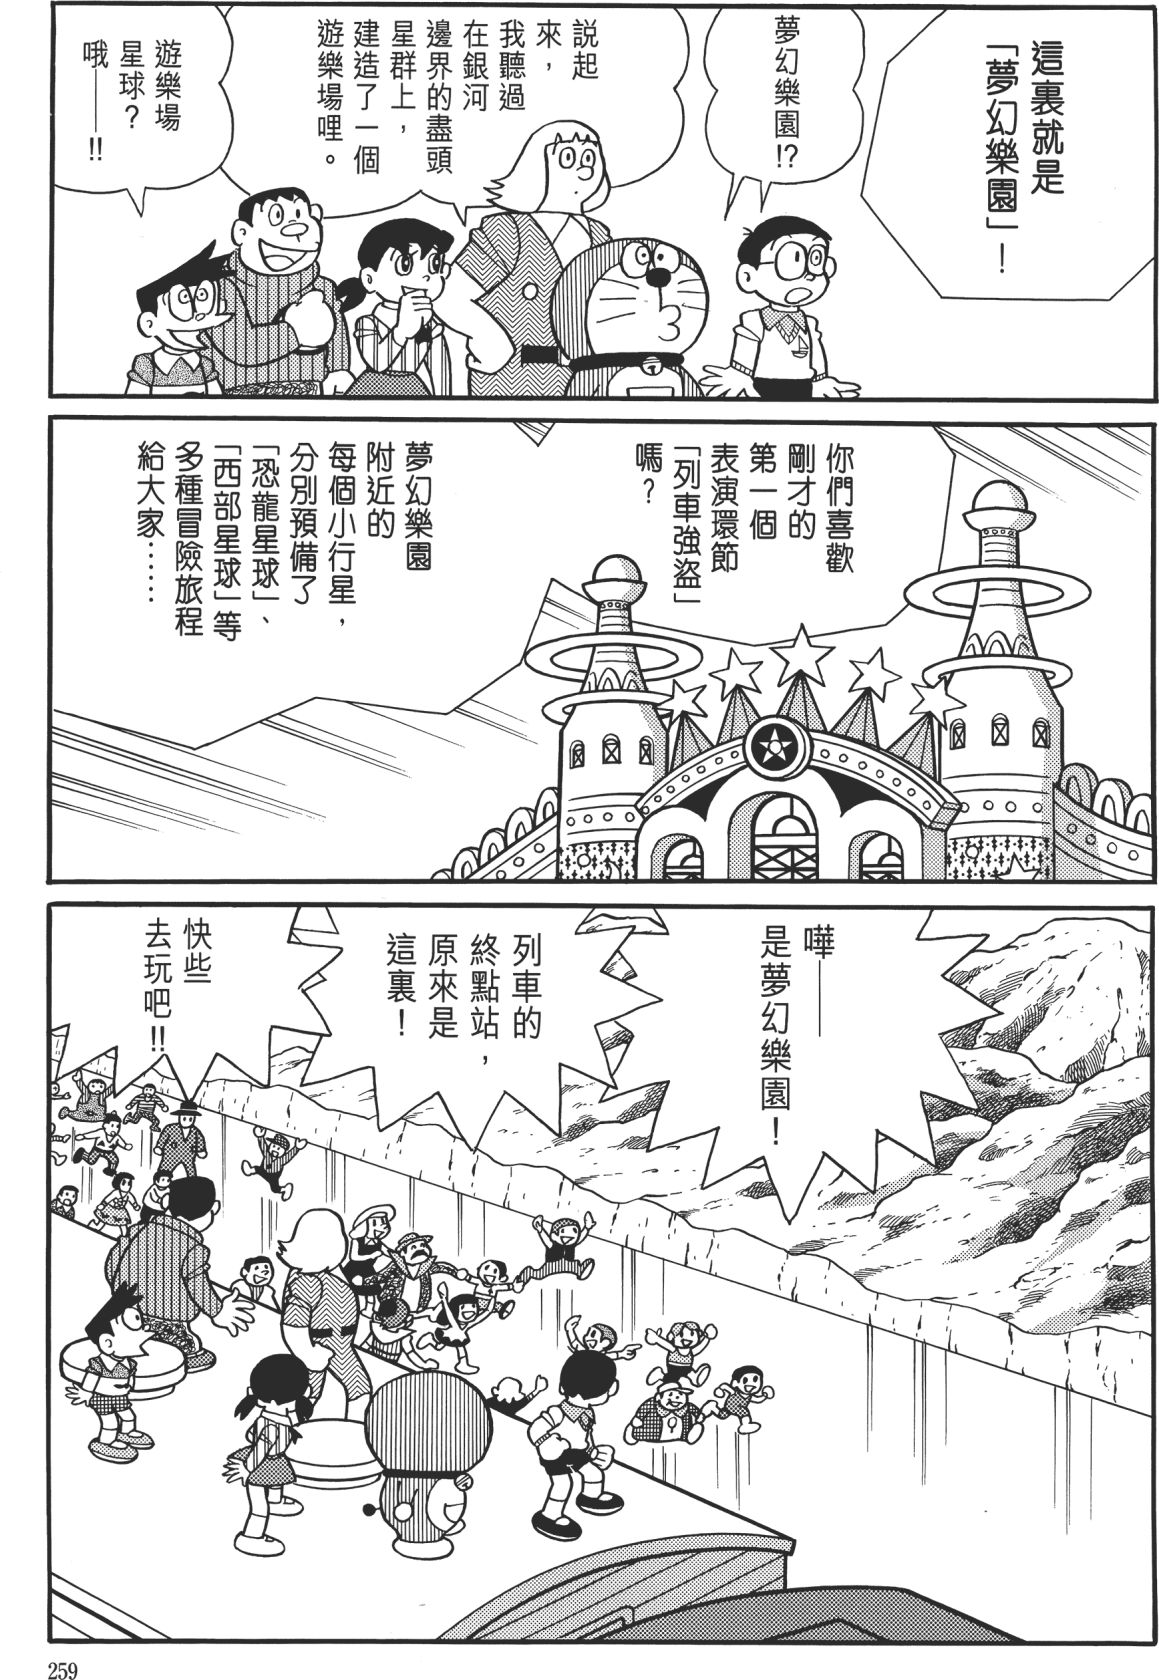 這裏就是
「夢幻樂園」！
夢幻樂園!?
説起
來，
我聽過
在銀河
邊界的盡頭
星群上，
建造了一個
遊樂場哩。
遊樂場
星球？
哦——!!
你們喜歡
剛才的
第一個
表演環節
「列車強盜」
嗎？
夢幻樂園
附近的
每個小行星，
分別預備了
「恐龍星球」、
「西部星球」等
多種冒險旅程
給大家……
嘩——
是夢幻樂園！
列車的
終點站，
原來是
這裏！
快些
去玩吧!!
259